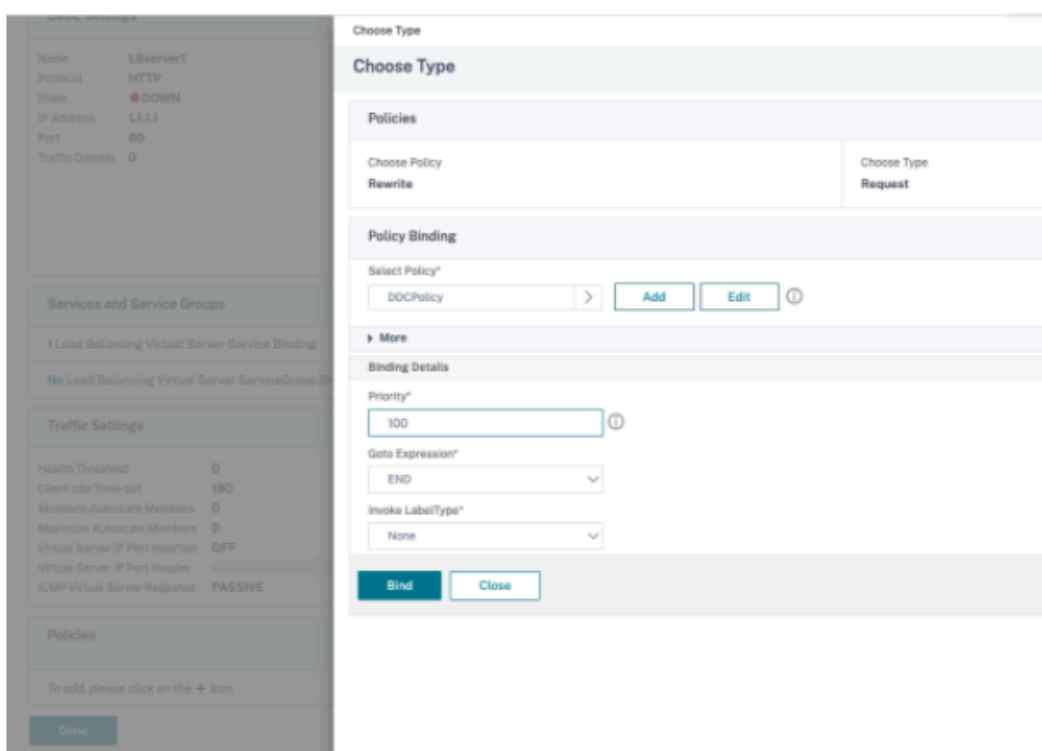 Basic Settings
Name LBserver1
Protocol HTTP
State DOWN
IP Address 1.1.1.1
Port 80
Traffic Domain 0
Services and Service Groups
1 Load Balancing Virtual Server Service Binding
No Load Balancing Virtual Server ServiceGroup
Traffic Settings
Health Threshold 0
Client Idle Time-out 180
Minimum Autoscale Members 0
Maximum Autoscale Members 0
Virtual Server IP Port Insertion OFF
Virtual Server IP Port Header -
ICMP Virtual Server Response PASSIVE
Policies
To add, please click on the + icon
Done
Choose Type
Choose Type
Policies
Choose Policy
Rewrite
Choose Type
Request
Policy Binding
Select Policy*
DDCPolicy
Add
Edit
More
Binding Details
Priority*
100
Goto Expression*
END
Invoke LabelType*
None
Bind
Close